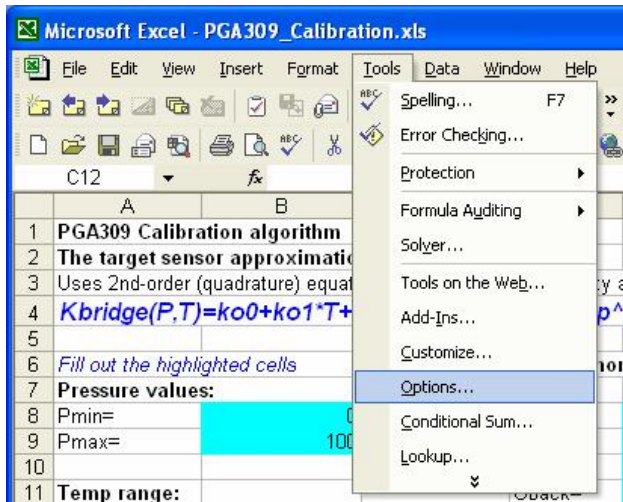 Microsoft Excel - PGA309_Calibration.xls
File Edit View Insert Format Tools Data Window Help
C12 fx
A B
1 PGA309 Calibration algorithm
2 The target sensor approximatio
3 Uses 2nd-order (quadrature) equat
4 Kbridge(P,T)=ko0+ko1*T+ p^
5
6 Fill out the highlighted cells
7 Pressure values:
8 Pmin= 0
9 Pmax= 100
10
11 Temp range:
ABC Spelling... F7
Error Checking...
Protection
Formula Auditing
Solver...
Tools on the Web...
Add-Ins...
Customize...
Options...
Conditional Sum...
Lookup...